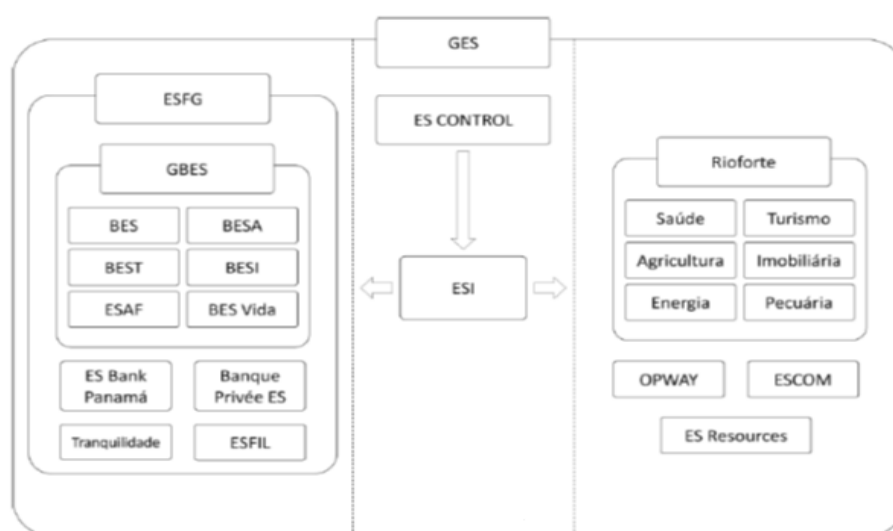 GES
ESFG
GBES
BES
BESA
BEST
BESI
ESAF
BES Vida
ES Bank
Panamá
Banque
Privée ES
Tranquilidade
ESFIL
ES CONTROL
ESI
Rioforte
Saúde
Turismo
Agricultura
Imobiliária
Energia
Pecuária
OPWAY
ESCOM
ES Resources